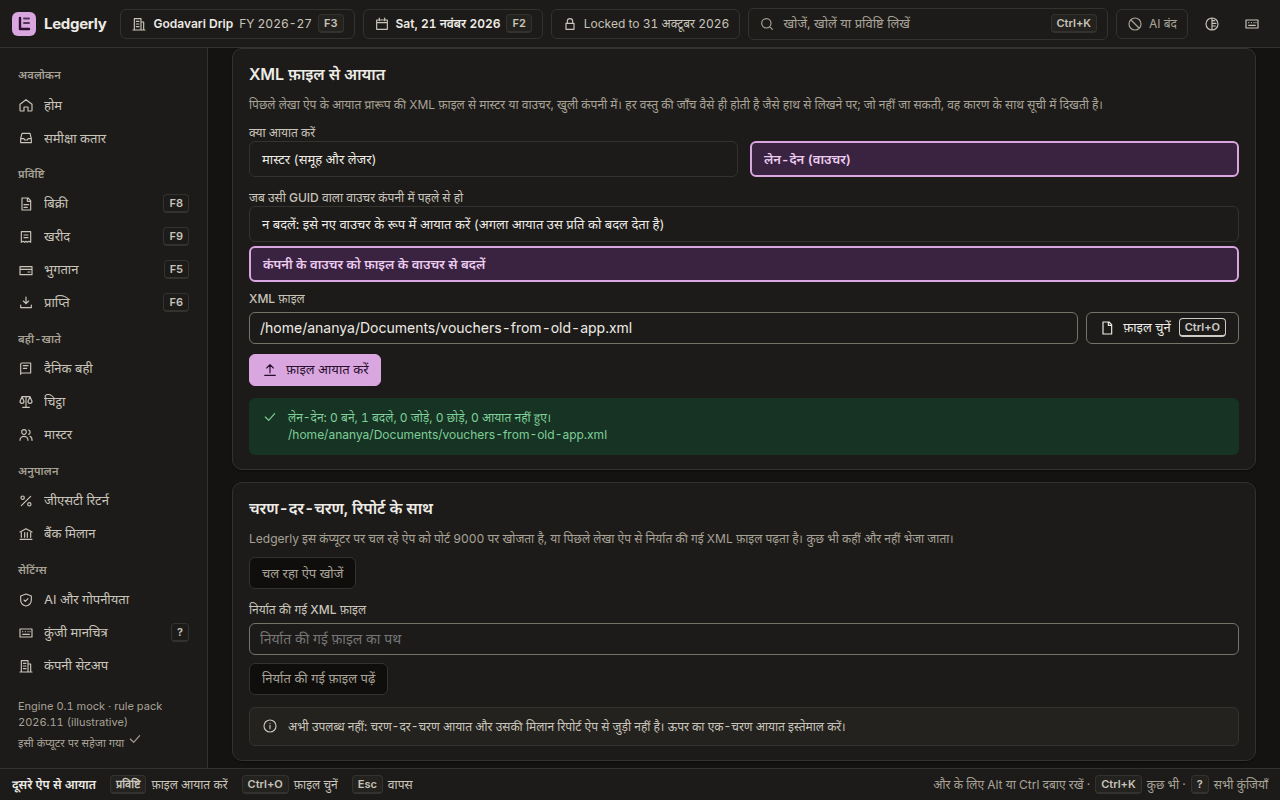 Ledgerly
Godavari Drip FY 2026-27 F3
Sat, 21 नवंबर 2026 F2
Locked to 31 अक्टूबर 2026
खोजें, खोलें या प्रविष्टि लिखें Ctrl+K
AI बंद
अवलोकन
होम
समीक्षा कतार
प्रविष्टि
बिक्री F8
खरीद F9
भुगतान F5
प्राप्ति F6
बही-खाते
दैनिक बही
चिट्ठा
मास्टर
अनुपालन
जीएसटी रिटर्न
बैंक मिलान
सेटिंग्स
AI और गोपनीयता
कुंजी मानचित्र ?
कंपनी सेटअप
Engine 0.1 mock · rule pack
2026.11 (illustrative)
इसी कंप्यूटर पर सहेजा गया
XML फ़ाइल से आयात
पिछले लेखा ऐप के आयात प्रारूप की XML फ़ाइल से मास्टर या वाउचर, खुली कंपनी में। हर वस्तु की जाँच वैसे ही होती है जैसे हाथ से लिखने पर; जो नहीं जा सकती, वह कारण के साथ सूची में दिखती है।
क्या आयात करें
मास्टर (समूह और लेजर)
लेन-देन (वाउचर)
जब उसी GUID वाला वाउचर कंपनी में पहले से हो
न बदलें: इसे नए वाउचर के रूप में आयात करें (अगला आयात उस प्रति को बदल देता है)
कंपनी के वाउचर को फ़ाइल के वाउचर से बदलें
XML फ़ाइल
/home/ananya/Documents/vouchers-from-old-app.xml
फ़ाइल चुनें Ctrl+O
फ़ाइल आयात करें
लेन-देन: 0 बने, 1 बदले, 0 जोड़े, 0 छोड़े, 0 आयात नहीं हुए।
/home/ananya/Documents/vouchers-from-old-app.xml
चरण-दर-चरण, रिपोर्ट के साथ
Ledgerly इस कंप्यूटर पर चल रहे ऐप को पोर्ट 9000 पर खोजता है, या पिछले लेखा ऐप से निर्यात की गई XML फ़ाइल पढ़ता है। कुछ भी कहीं और नहीं भेजा जाता।
चल रहा ऐप खोजें
निर्यात की गई XML फ़ाइल
निर्यात की गई फ़ाइल का पथ
निर्यात की गई फ़ाइल पढ़ें
अभी उपलब्ध नहीं: चरण-दर-चरण आयात और उसकी मिलान रिपोर्ट ऐप से जुड़ी नहीं है। ऊपर का एक-चरण आयात इस्तेमाल करें।
दूसरे ऐप से आयात प्रविष्टि फ़ाइल आयात करें Ctrl+O फ़ाइल चुनें Esc वापस
और के लिए Alt या Ctrl दबाए रखें · Ctrl+K कुछ भी · ? सभी कुंजियाँ